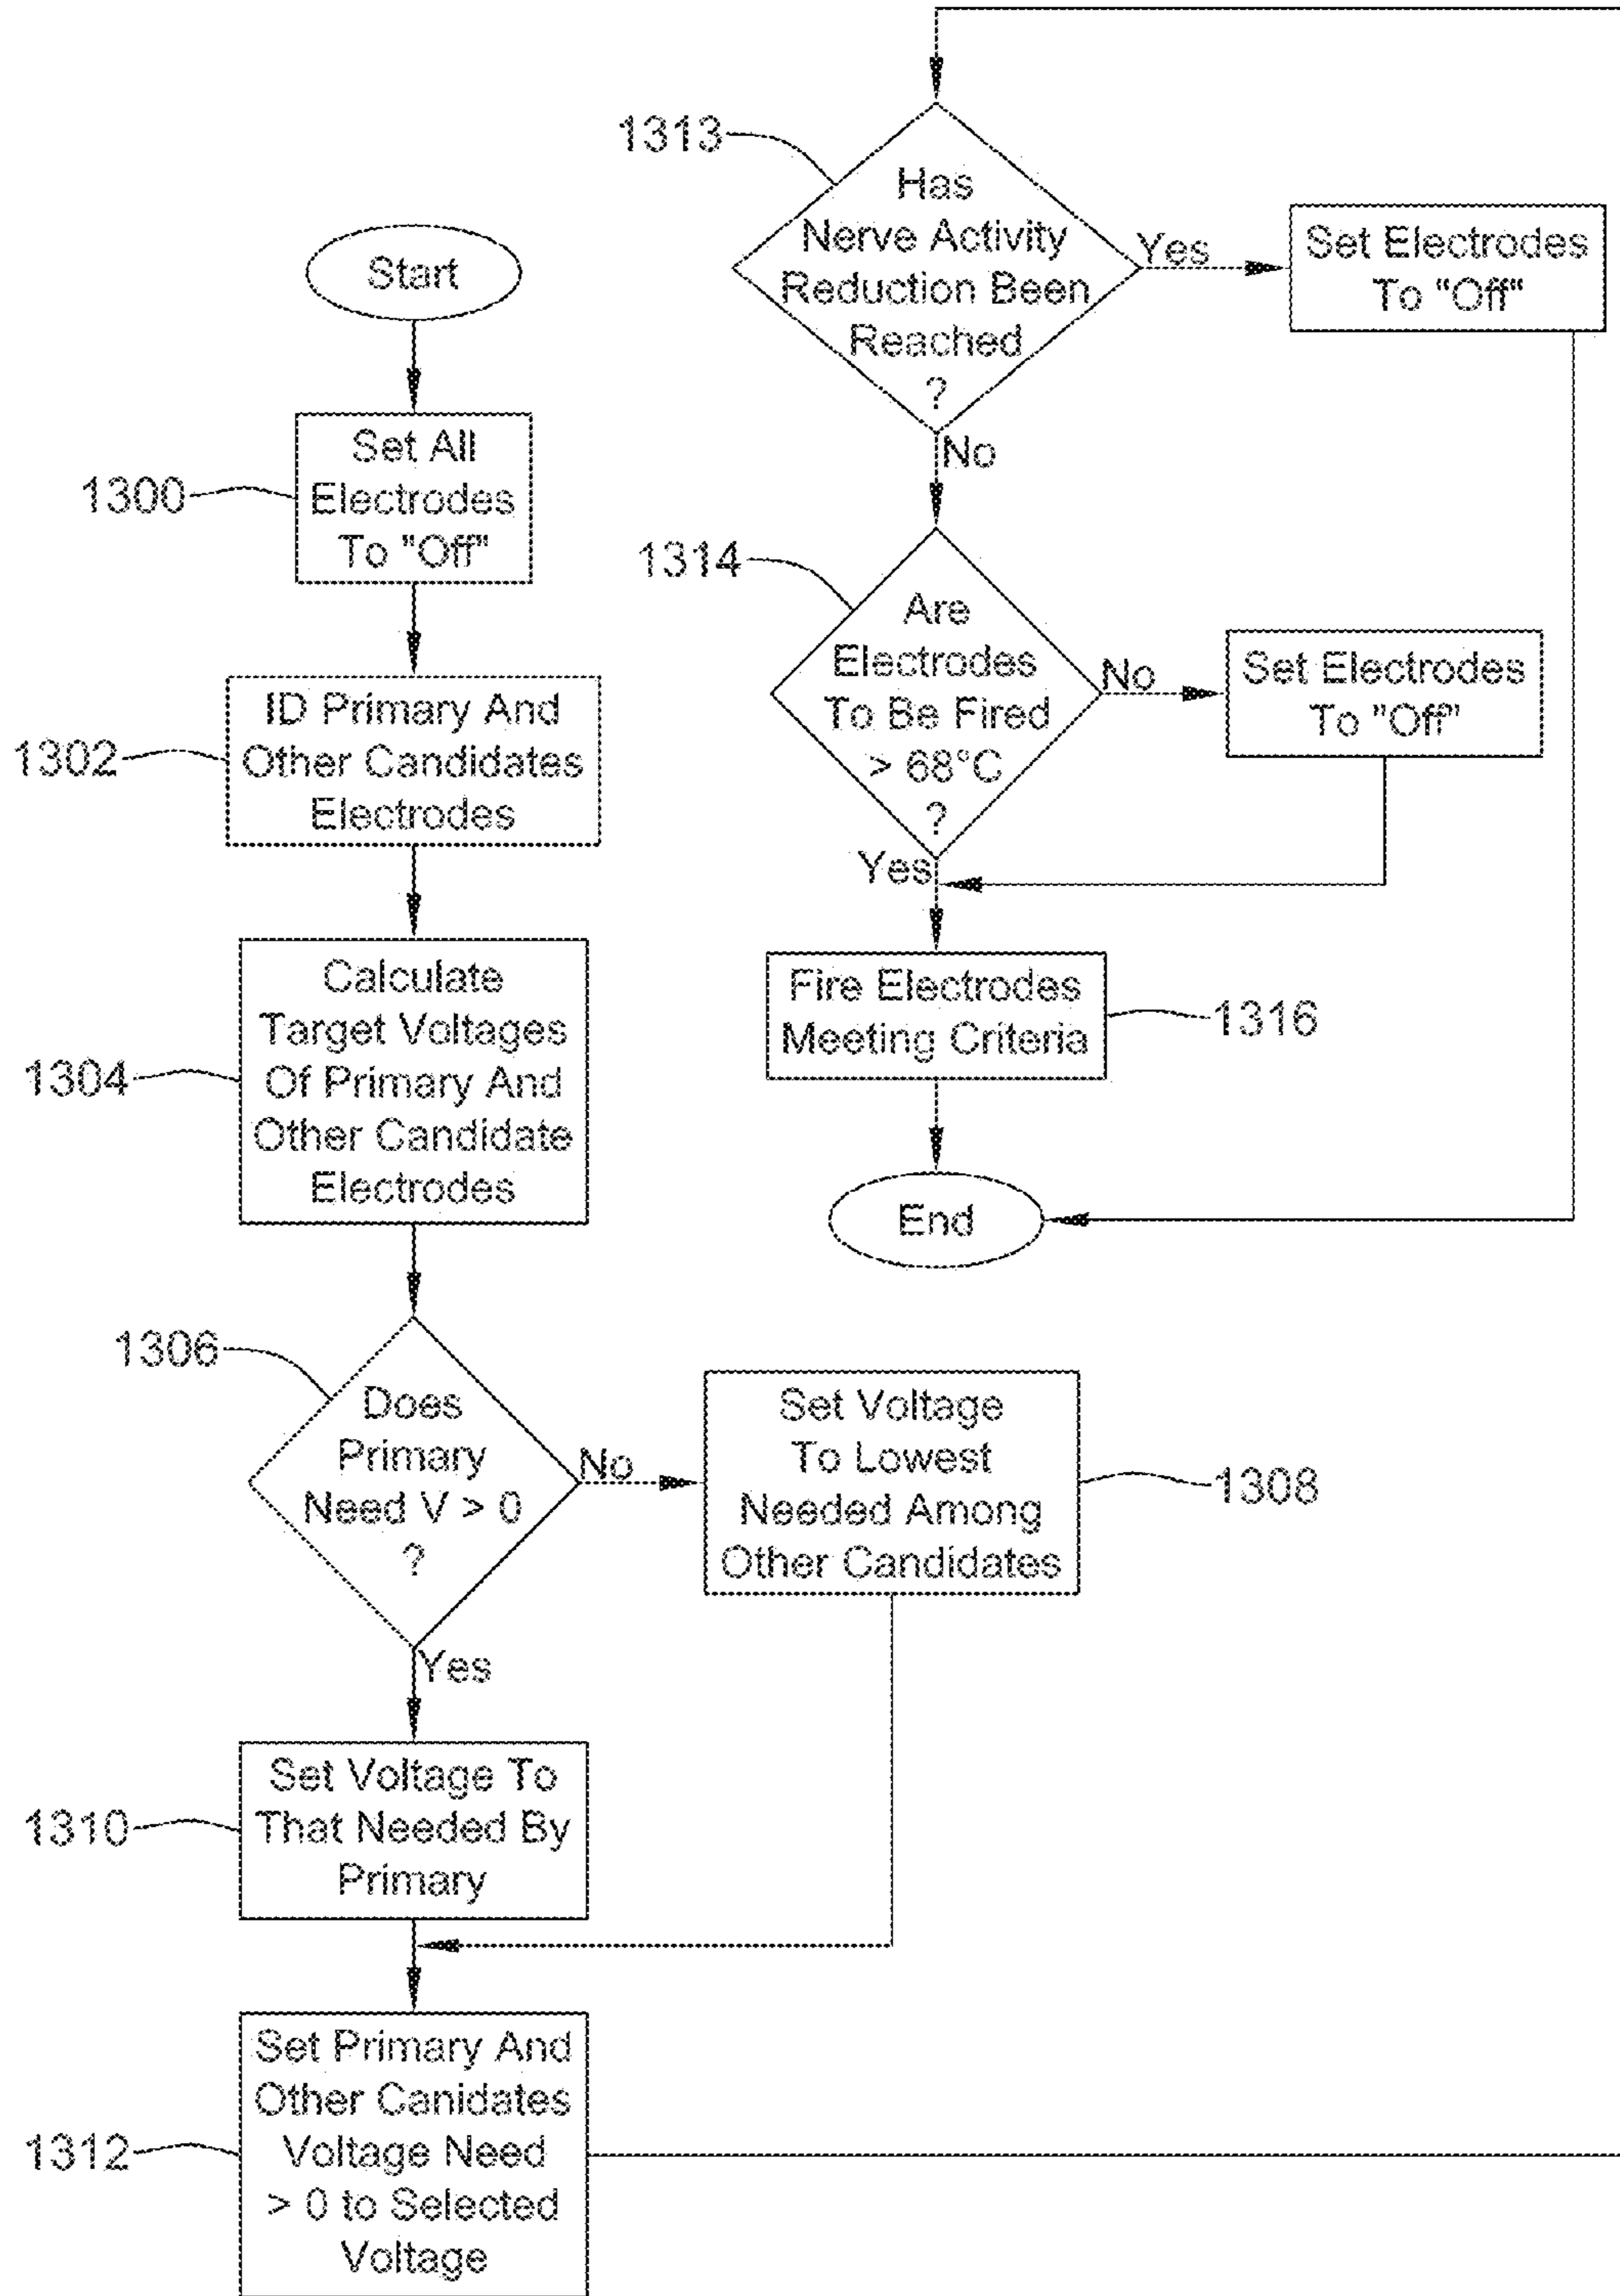 Start
1300
Set All
Electrodes
To "Off"
1302
ID Primary And
Other Candidates
Electrodes
1304
Calculate
Target Voltages
Of Primary And
Other Candidate
Electrodes
1306
Does
Primary
Need V > 0
?
No
Set Voltage
To Lowest
Needed Among
Other Candidates
1308
Yes
1310
Set Voltage To
That Needed By
Primary
1312
Set Primary And
Other Canidates
Voltage Need
> 0 to Selected
Voltage
1313
Has
Nerve Activity
Reduction Been
Reached
?
Yes
Set Electrodes
To "Off"
No
1314
Are
Electrodes
To Be Fired
> 68°C
?
No
Set Electrodes
To "Off"
Yes
Fire Electrodes
Meeting Criteria
1316
End